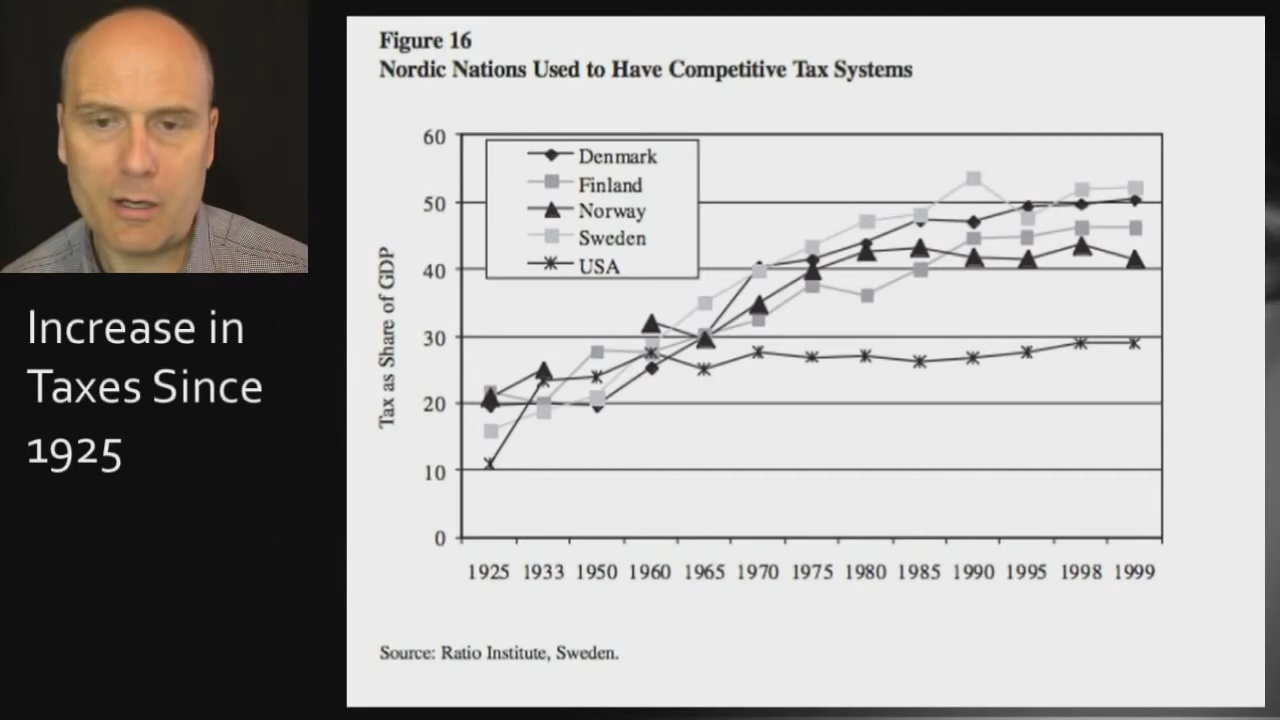 Increase in
Taxes Since
1925
Figure 16
Nordic Nations Used to Have Competitive Tax Systems
Tax as Share of GDP
60
50
40
30
20
10
0
Denmark
Finland
Norway
Sweden
USA
1925 1933 1950 1960 1965 1970 1975 1980 1985 1990 1995 1998 1999
Source: Ratio Institute, Sweden.